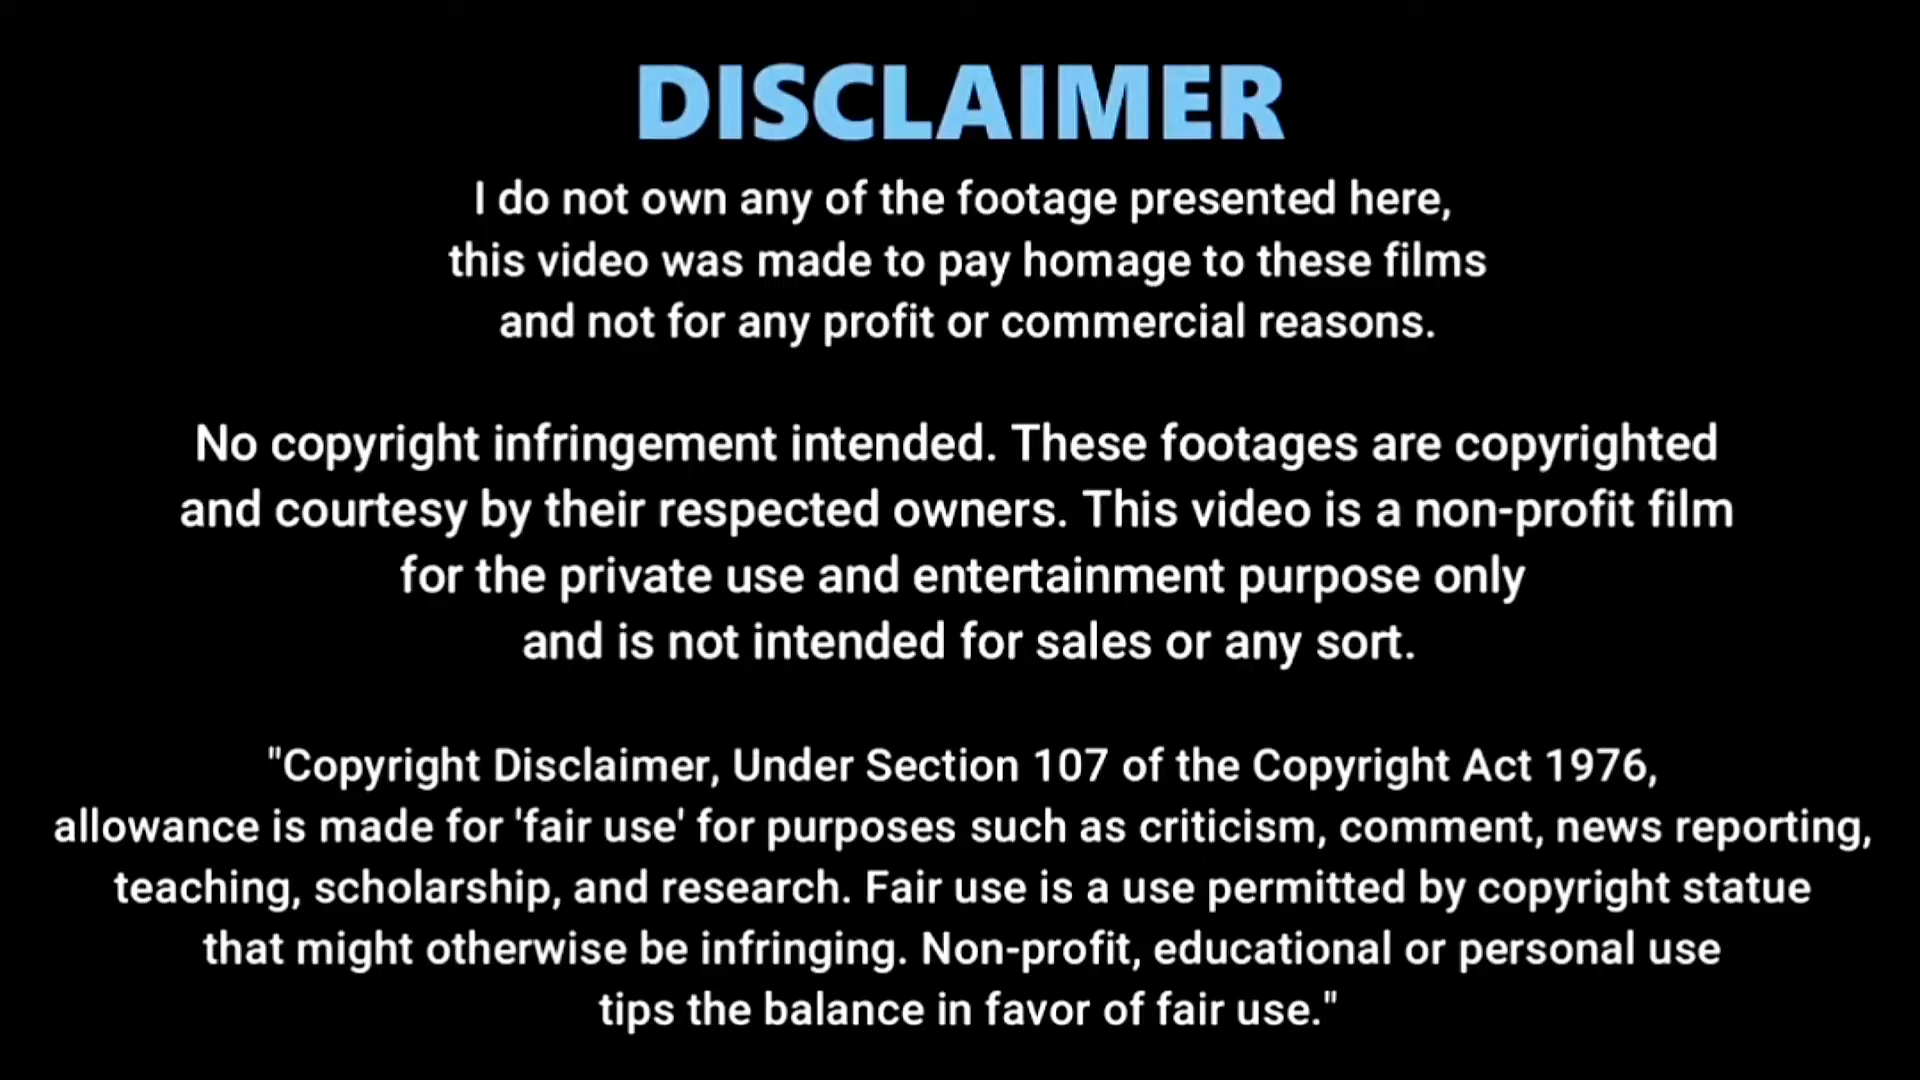 DISCLAIMER
I do not own any of the footage presented here,
this video was made to pay homage to these films
and not for any profit or commercial reasons.
No copyright infringement intended. These footages are copyrighted
and courtesy by their respected owners. This video is a non-profit film
for the private use and entertainment purpose only
and is not intended for sales or any sort.
"Copyright Disclaimer, Under Section 107 of the Copyright Act 1976,
allowance is made for 'fair use' for purposes such as criticism, comment, news reporting,
teaching, scholarship, and research. Fair use is a use permitted by copyright statue
that might otherwise be infringing. Non-profit, educational or personal use
tips the balance in favor of fair use."